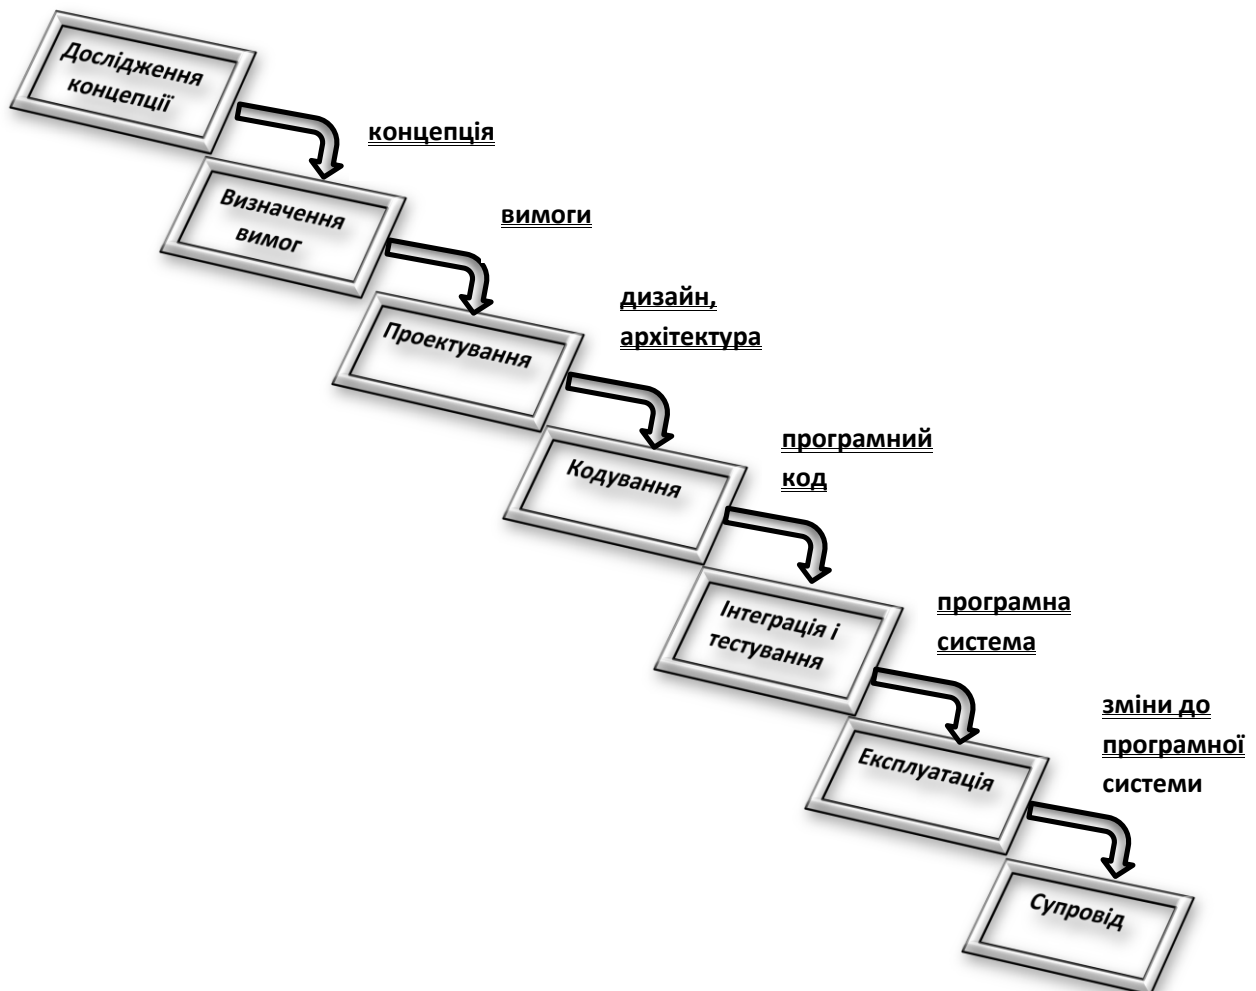 Дослідження
концепції
концепція
Визначення
вимог
вимоги
Проектування
дизайн,
архітектура
Кодування
програмний
код
Інтеграція і
тестування
програмна
система
Експлуатація
зміни до
програмної
системи
Супровід